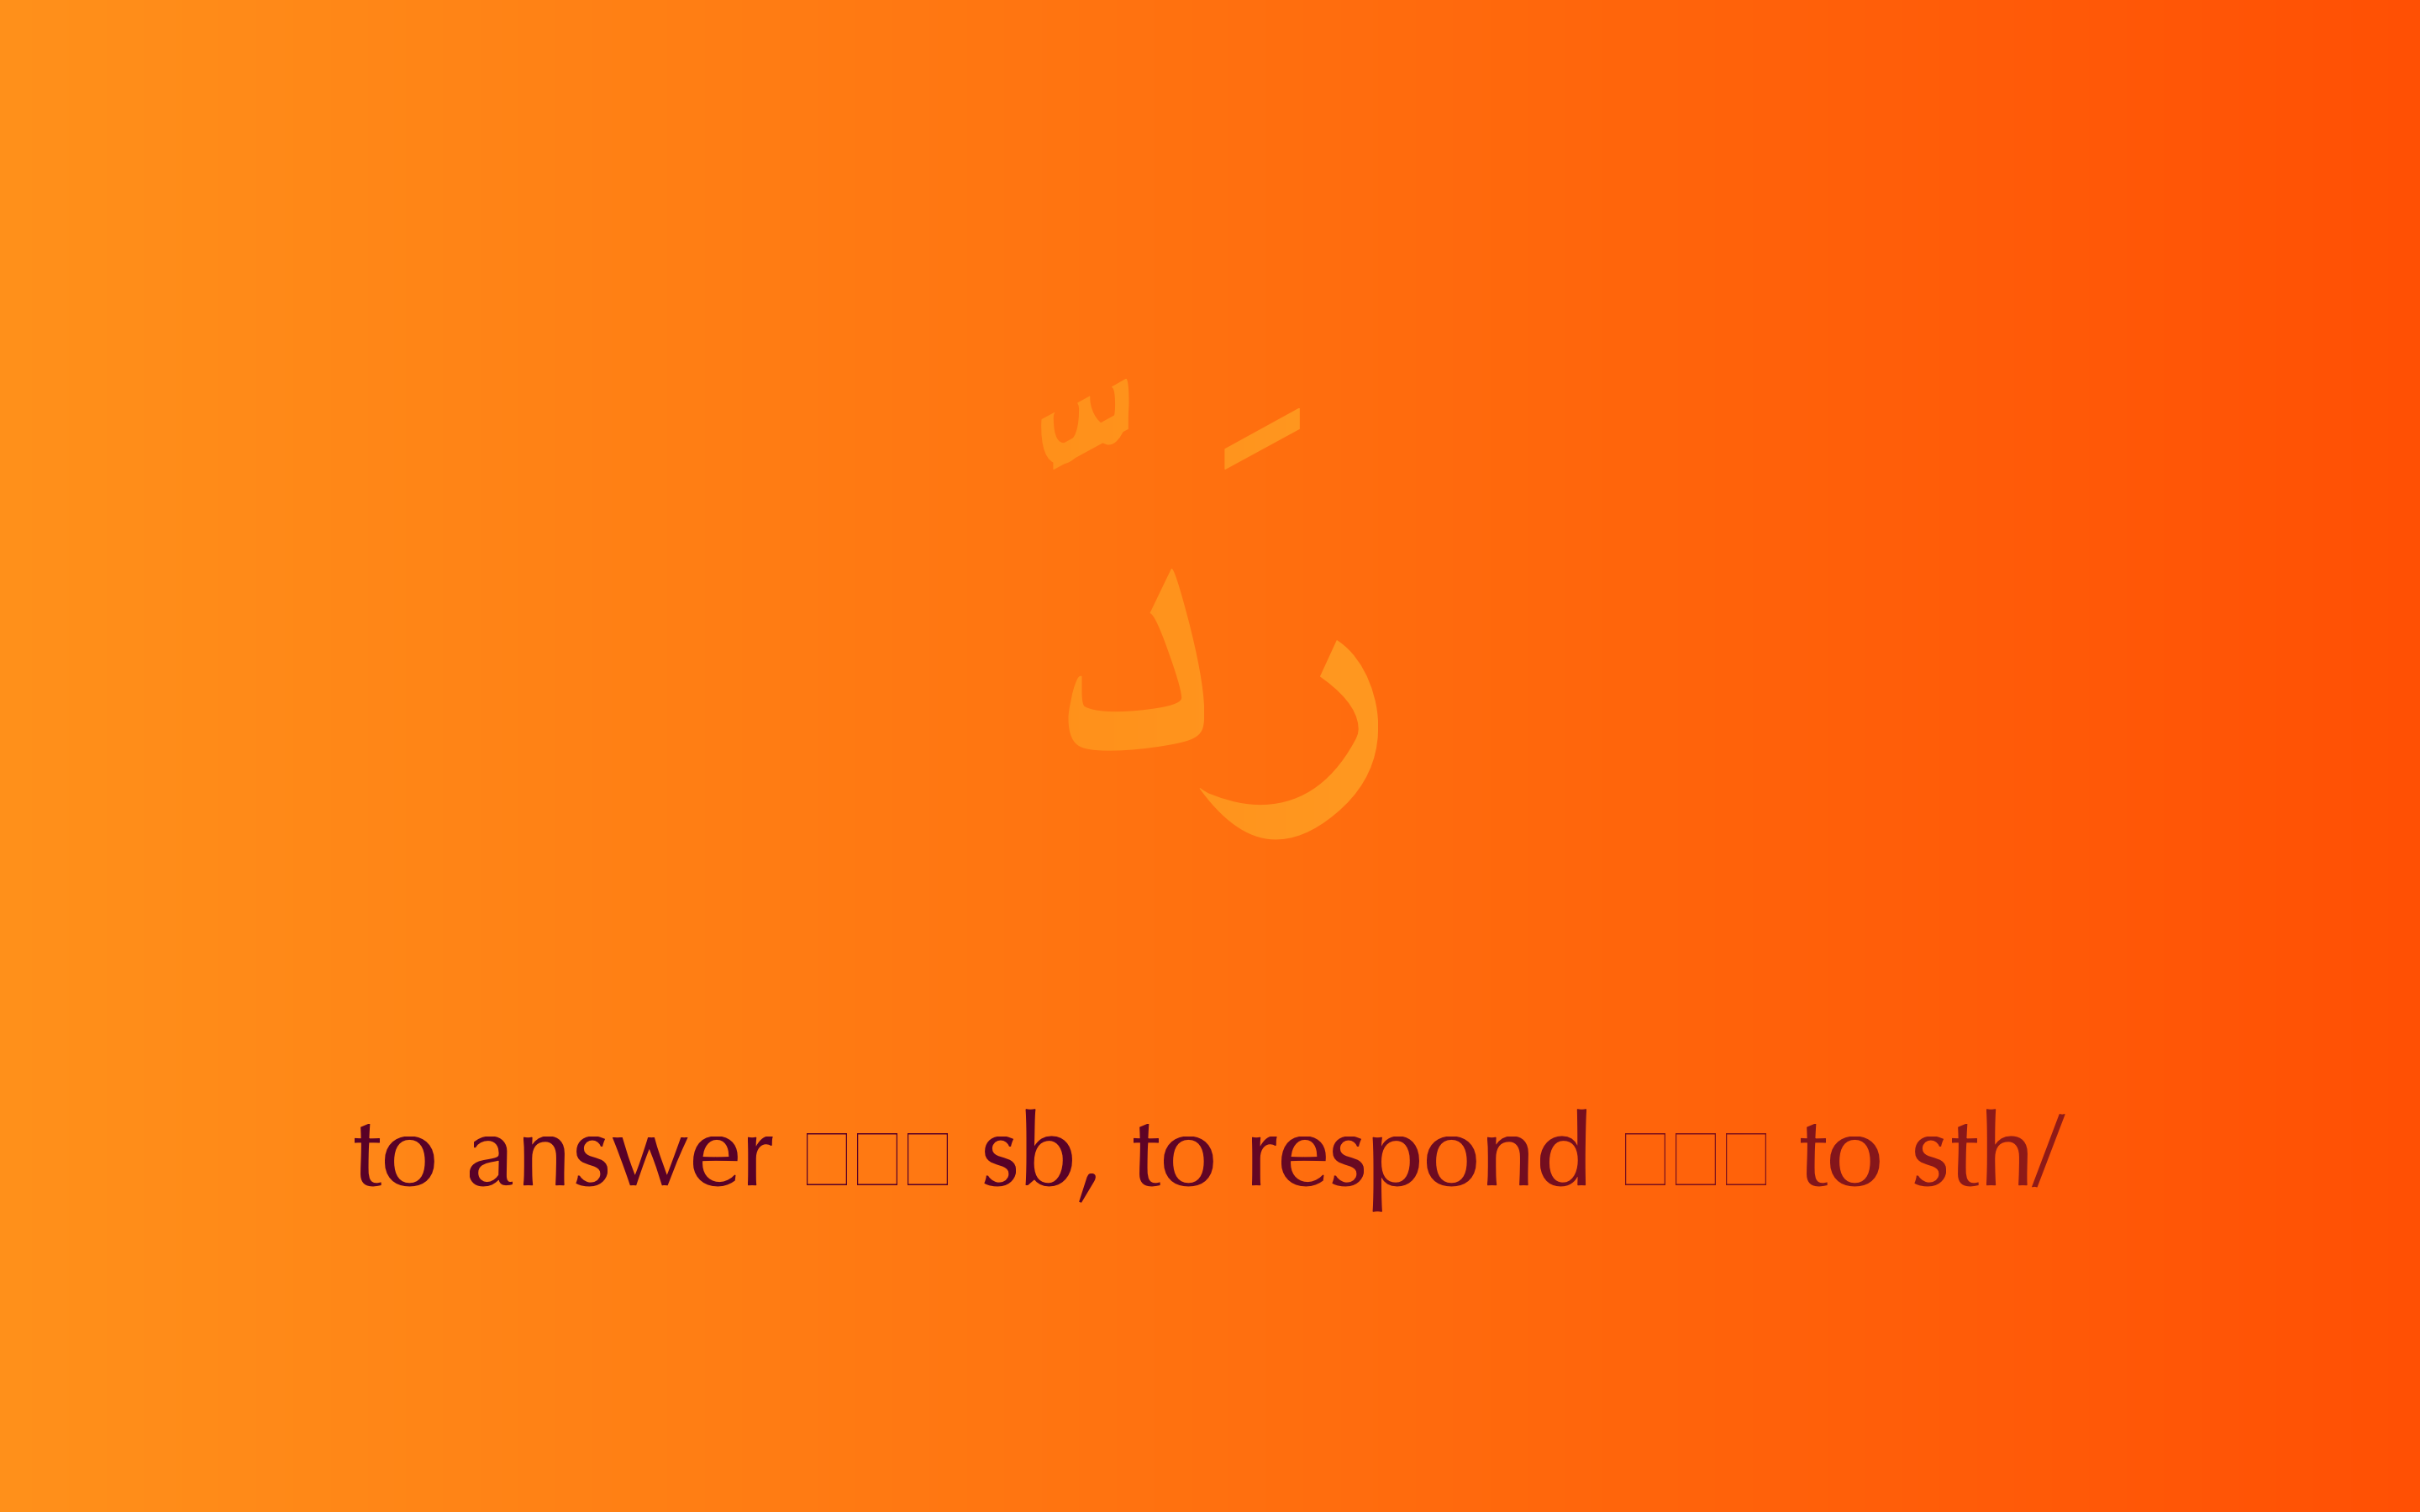 رَدّ
to answer □□□ sb, to respond □□□ to sth/